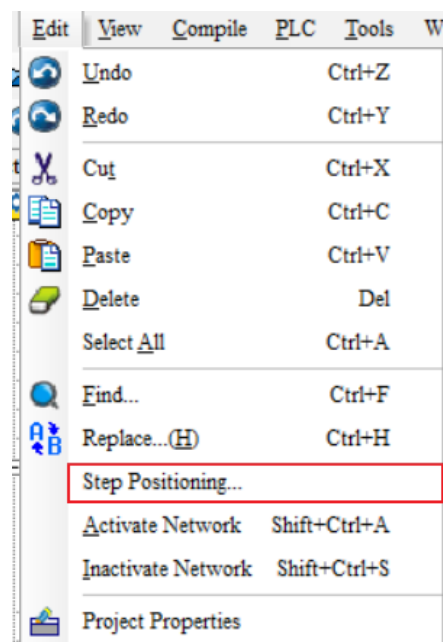 Edit View Compile PLC Tools W
Undo Ctrl+Z
Redo Ctrl+Y
Cut Ctrl+X
Copy Ctrl+C
Paste Ctrl+V
Delete Del
Select All Ctrl+A
Find... Ctrl+F
Replace...(H) Ctrl+H
Step Positioning...
Activate Network Shift+Ctrl+A
Inactivate Network Shift+Ctrl+S
Project Properties